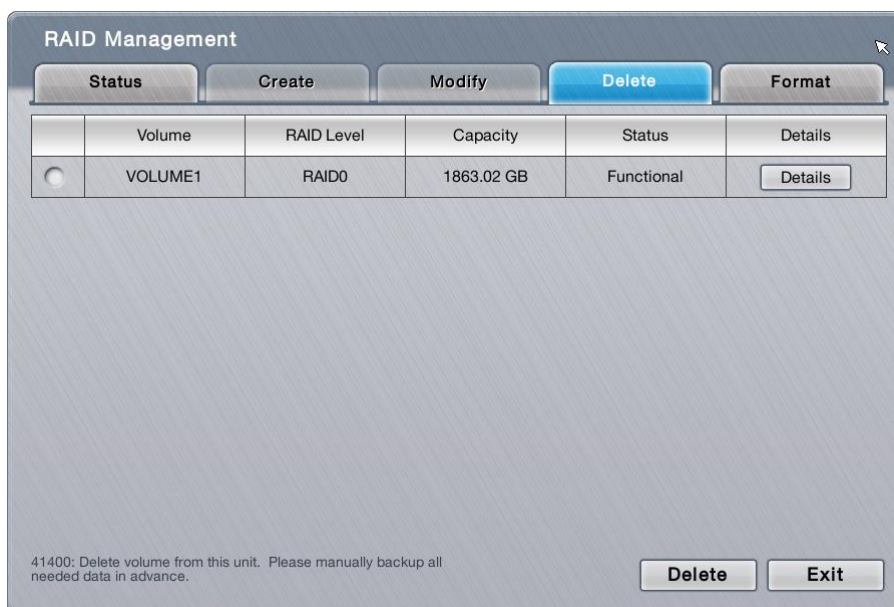 RAID Management
Status Create Modify Delete Format
Volume RAID Level Capacity Status Details
VOLUME1 RAID0 1863.02 GB Functional Details
41400: Delete volume from this unit. Please manually backup all
needed data in advance.
Delete Exit